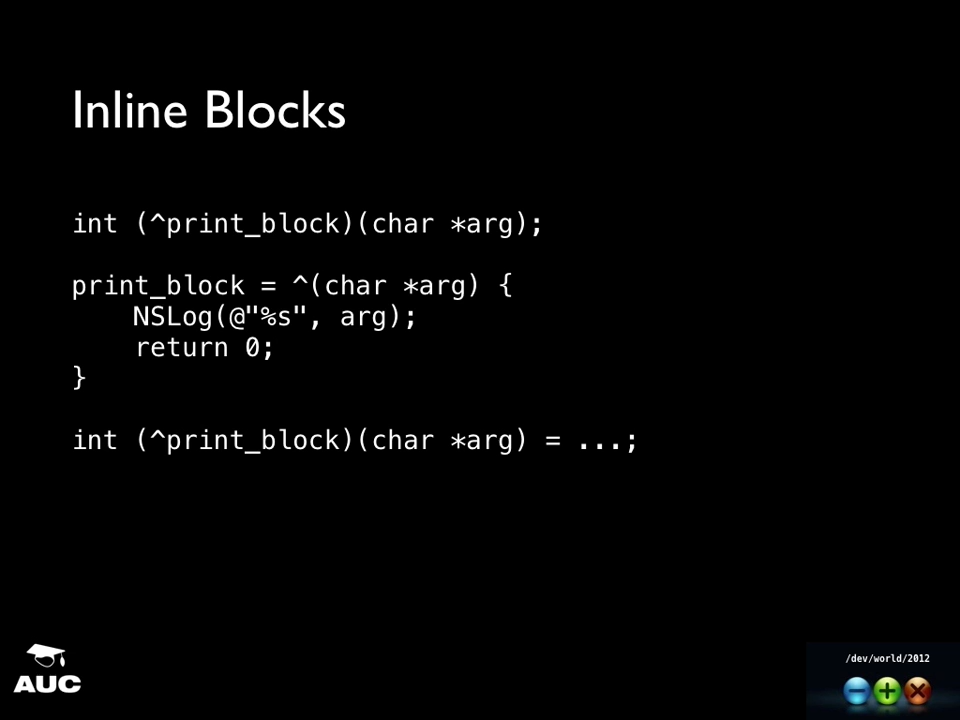 Inline Blocks
int (^print_block)(char *arg);
print_block = ^(char *arg) {
    NSLog(@"%s", arg);
    return 0;
}
int (^print_block)(char *arg) = ...;
AUC
/dev/world/2012